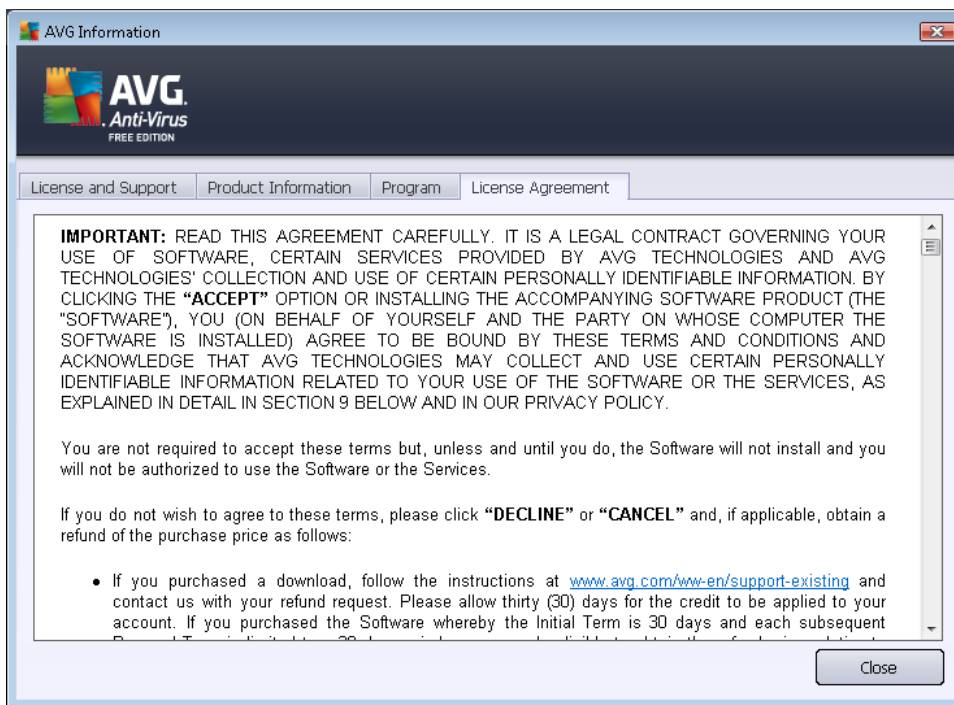 AVG Information
AVG.
Anti-Virus
FREE EDITION
License and Support Product Information Program License Agreement
IMPORTANT: READ THIS AGREEMENT CAREFULLY. IT IS A LEGAL CONTRACT GOVERNING YOUR
USE OF SOFTWARE, CERTAIN SERVICES PROVIDED BY AVG TECHNOLOGIES AND AVG
TECHNOLOGIES' COLLECTION AND USE OF CERTAIN PERSONALLY IDENTIFIABLE INFORMATION. BY
CLICKING THE “ACCEPT” OPTION OR INSTALLING THE ACCOMPANYING SOFTWARE PRODUCT (THE
"SOFTWARE"), YOU (ON BEHALF OF YOURSELF AND THE PARTY ON WHOSE COMPUTER THE
SOFTWARE IS INSTALLED) AGREE TO BE BOUND BY THESE TERMS AND CONDITIONS AND
ACKNOWLEDGE THAT AVG TECHNOLOGIES MAY COLLECT AND USE CERTAIN PERSONALLY
IDENTIFIABLE INFORMATION RELATED TO YOUR USE OF THE SOFTWARE OR THE SERVICES, AS
EXPLAINED IN DETAIL IN SECTION 9 BELOW AND IN OUR PRIVACY POLICY.
You are not required to accept these terms but, unless and until you do, the Software will not install and you
will not be authorized to use the Software or the Services.
If you do not wish to agree to these terms, please click “DECLINE” or “CANCEL” and, if applicable, obtain a
refund of the purchase price as follows:
• If you purchased a download, follow the instructions at www.avg.com/ww-en/support-existing and
contact us with your refund request. Please allow thirty (30) days for the credit to be applied to your
account. If you purchased the Software whereby the Initial Term is 30 days and each subsequent
Close